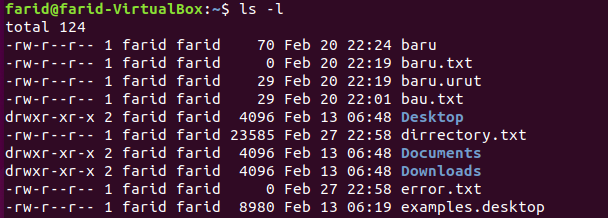 farid@farid-VirtualBox:~$ ls -l
total 124
-rw-r--r-- 1 farid farid    70 Feb 20 22:24 baru
-rw-r--r-- 1 farid farid     0 Feb 20 22:19 baru.txt
-rw-r--r-- 1 farid farid    29 Feb 20 22:19 baru.urut
-rw-r--r-- 1 farid farid    29 Feb 20 22:01 bau.txt
drwxr-xr-x 2 farid farid  4096 Feb 13 06:48 Desktop
-rw-r--r-- 1 farid farid 23585 Feb 27 22:58 dirrectory.txt
drwxr-xr-x 2 farid farid  4096 Feb 13 06:48 Documents
drwxr-xr-x 2 farid farid  4096 Feb 13 06:48 Downloads
-rw-r--r-- 1 farid farid     0 Feb 27 22:58 error.txt
-rw-r--r-- 1 farid farid  8980 Feb 13 06:19 examples.desktop